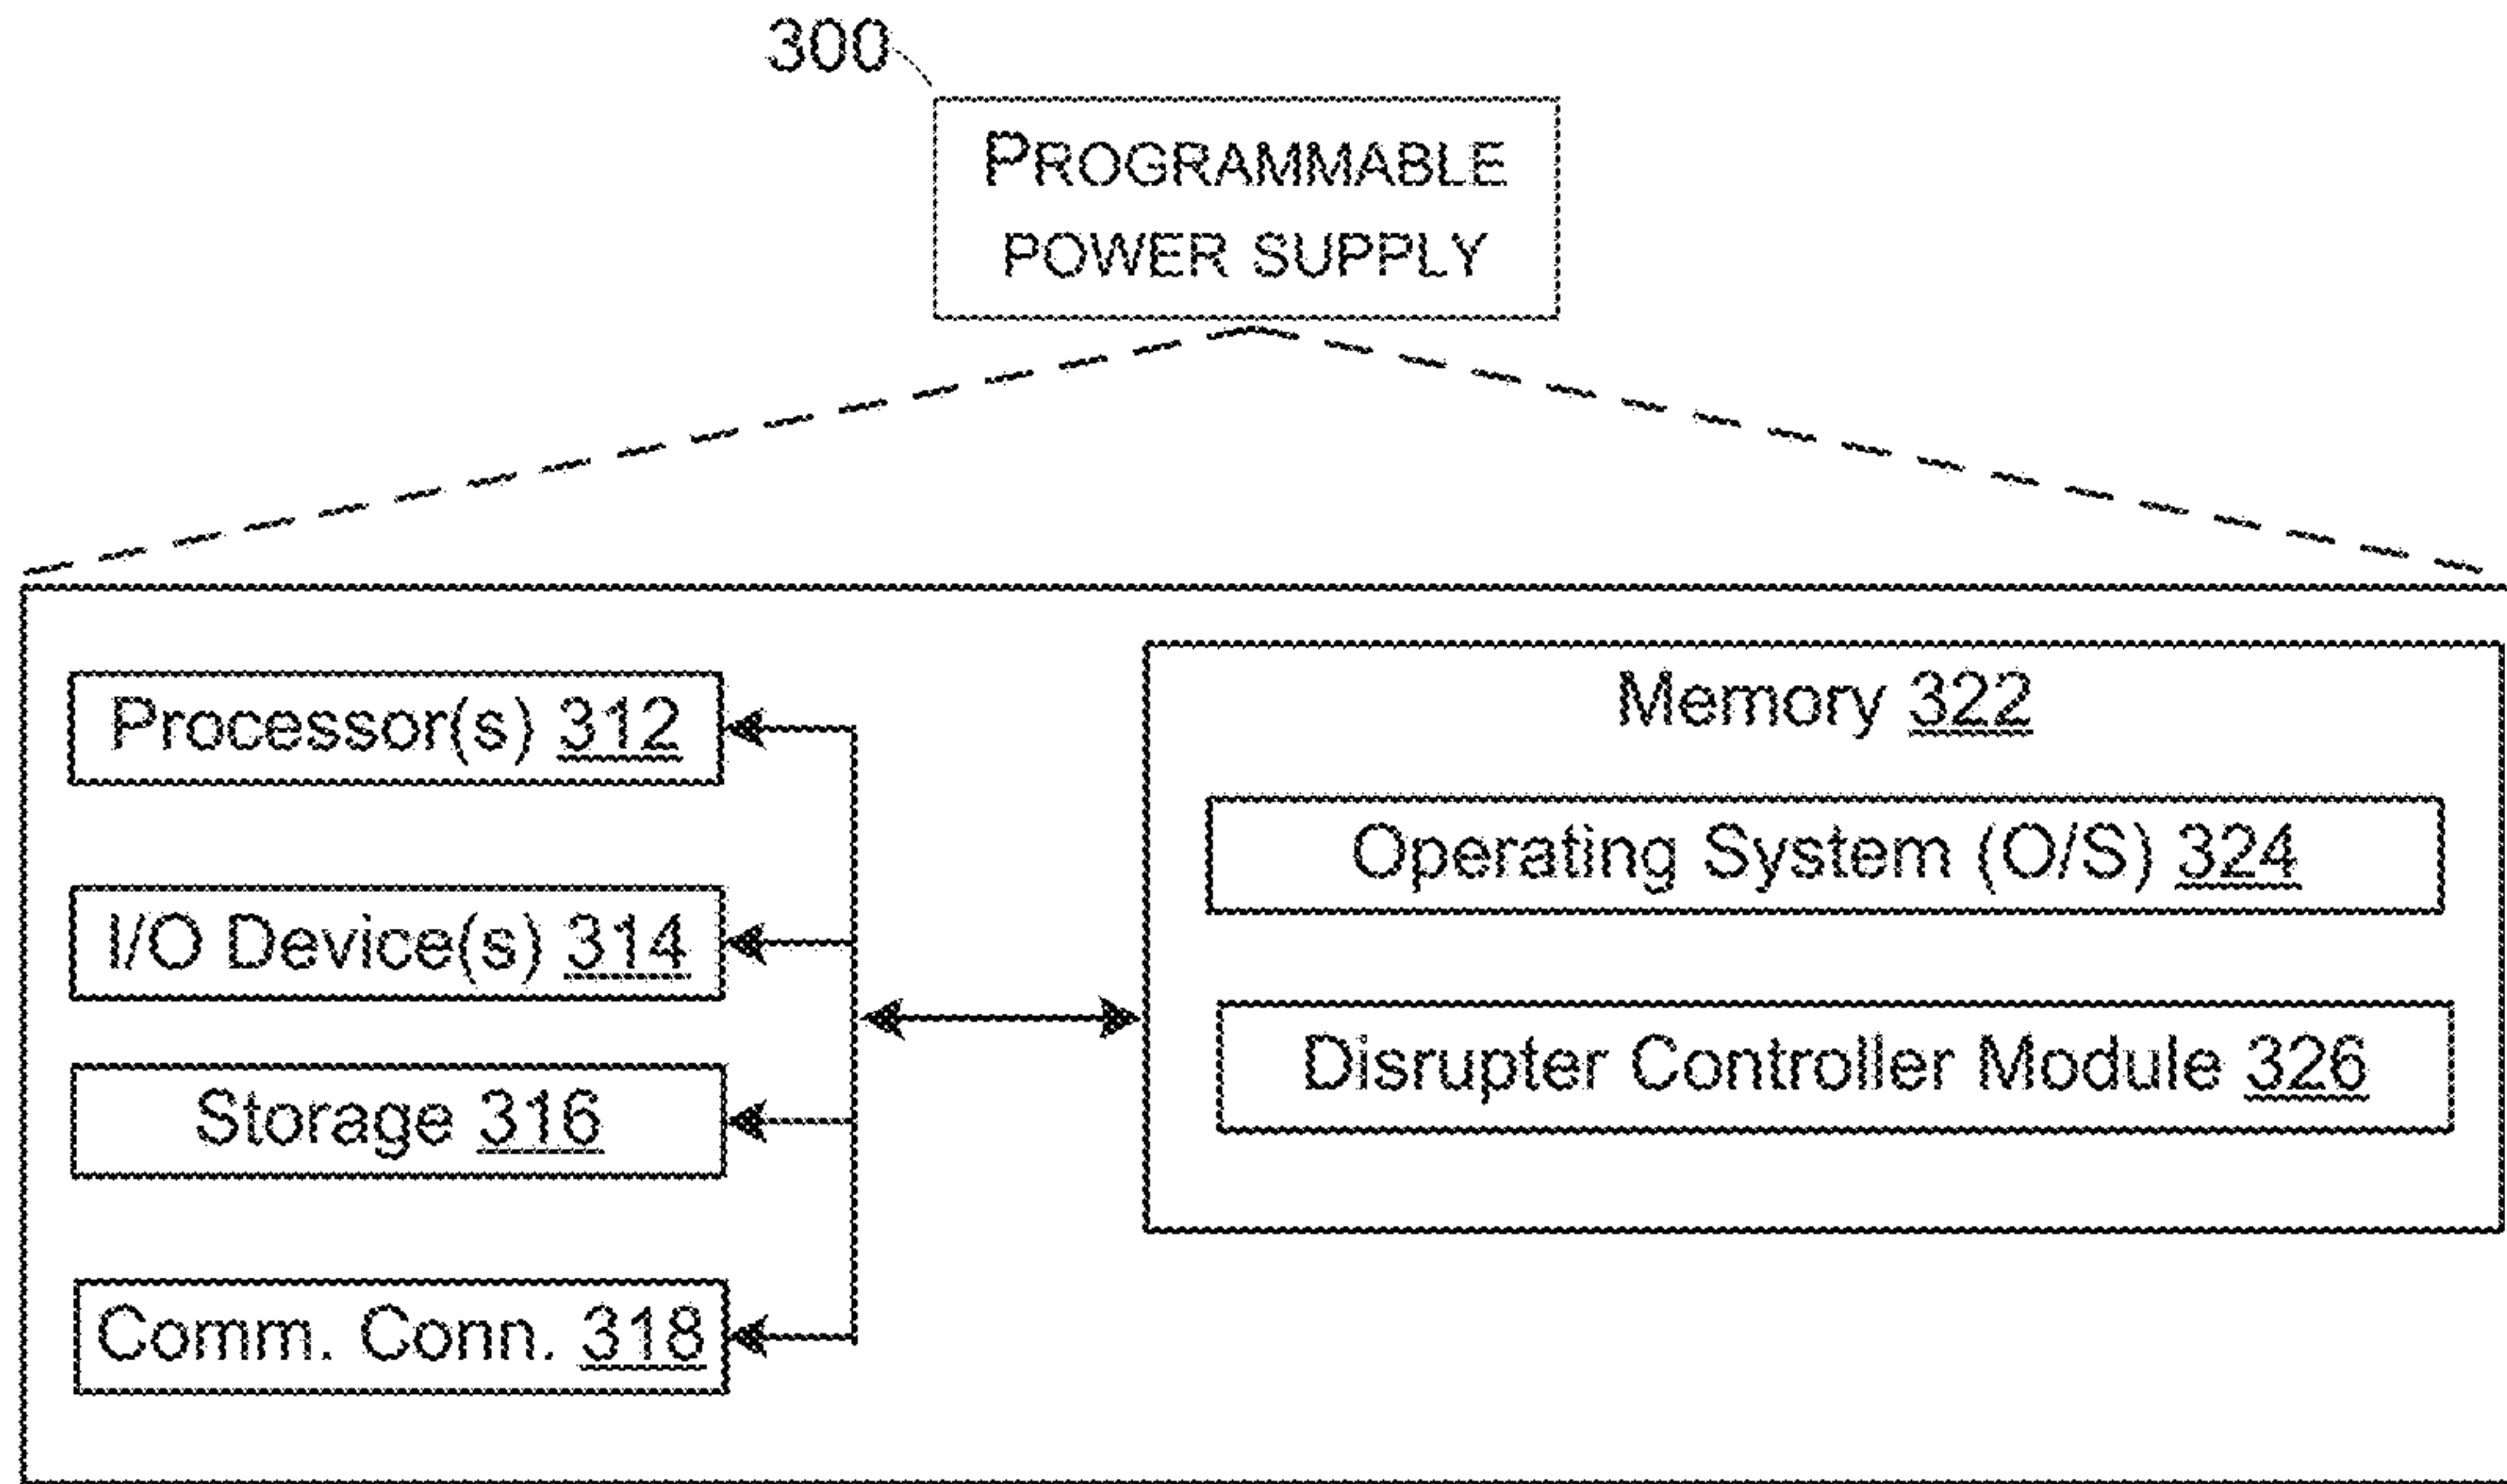 300
PROGRAMMABLE
POWER SUPPLY
Processor(s) 312
I/O Device(s) 314
Storage 316
Comm. Conn. 318
Memory 322
Operating System (O/S) 324
Disrupter Controller Module 326